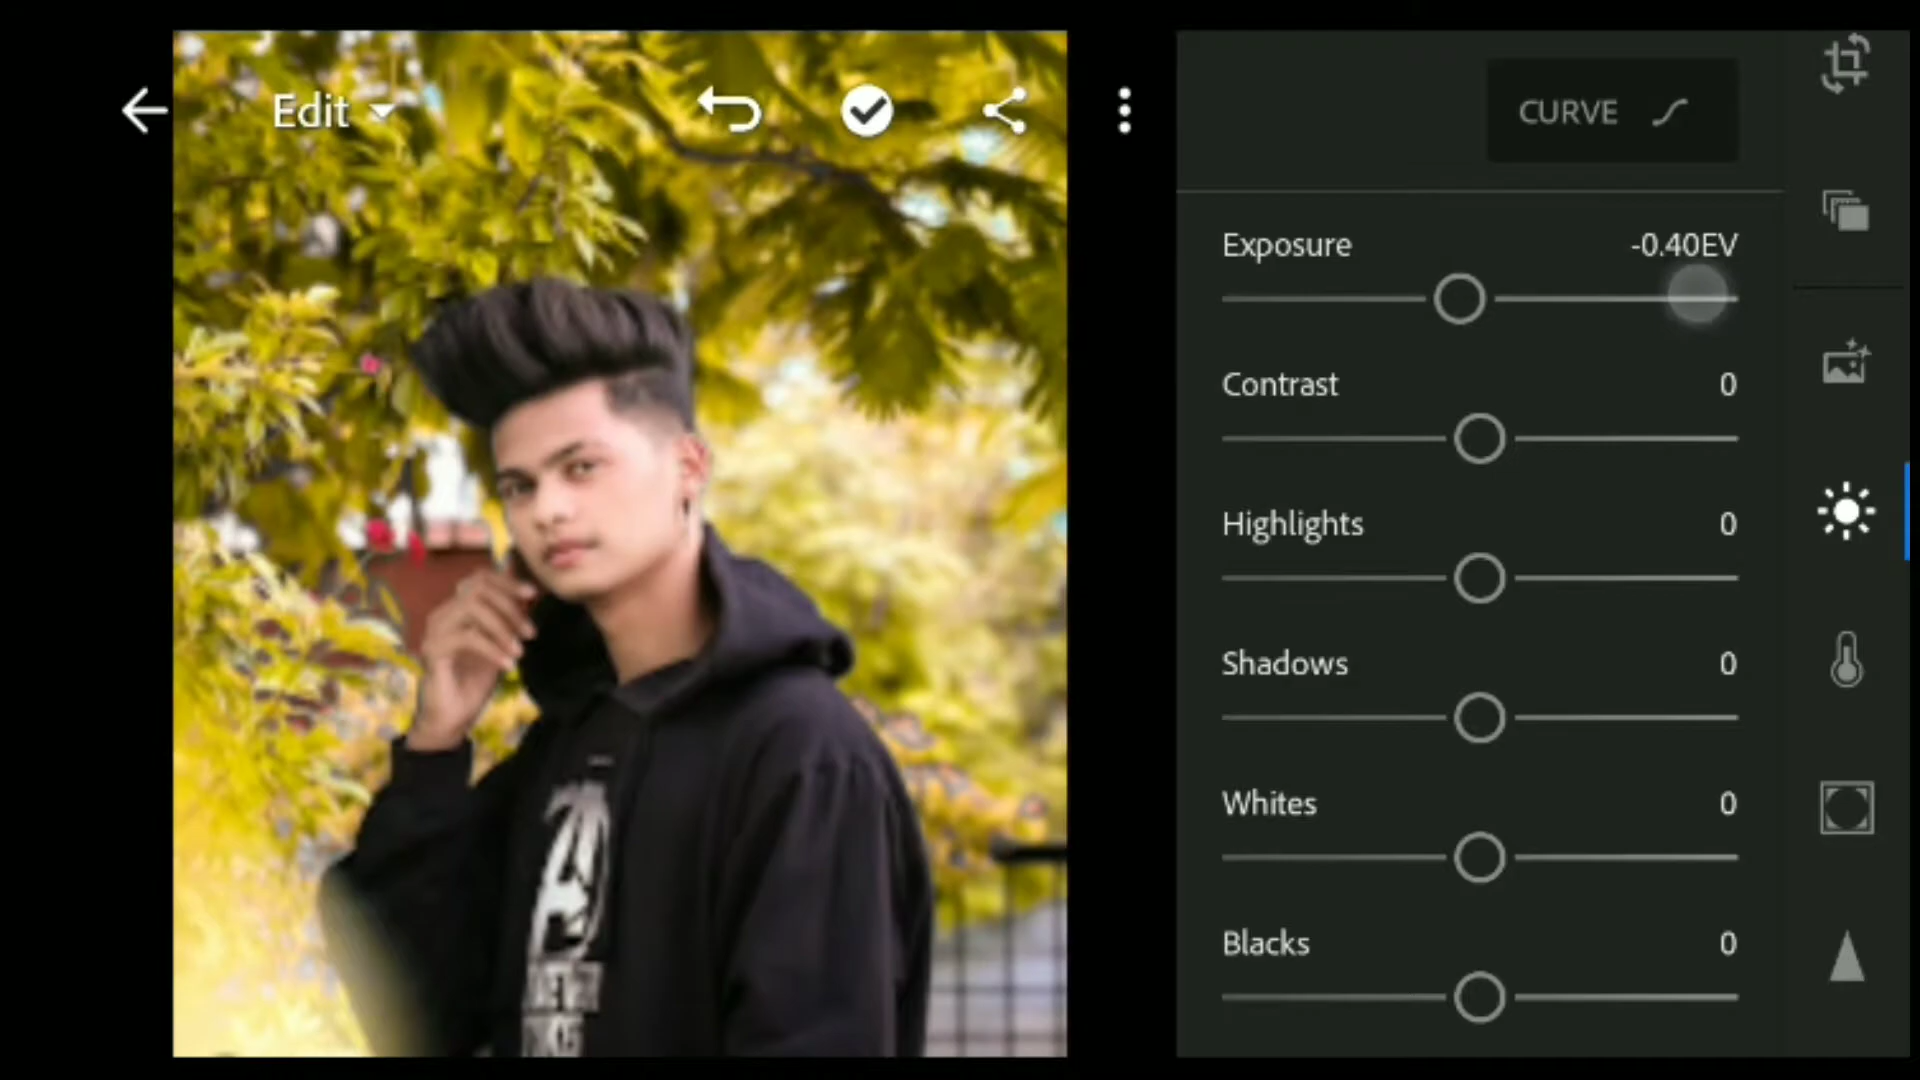 Edit
CURVE
Exposure -0.40EV
Contrast 0
Highlights 0
Shadows 0
Whites 0
Blacks 0